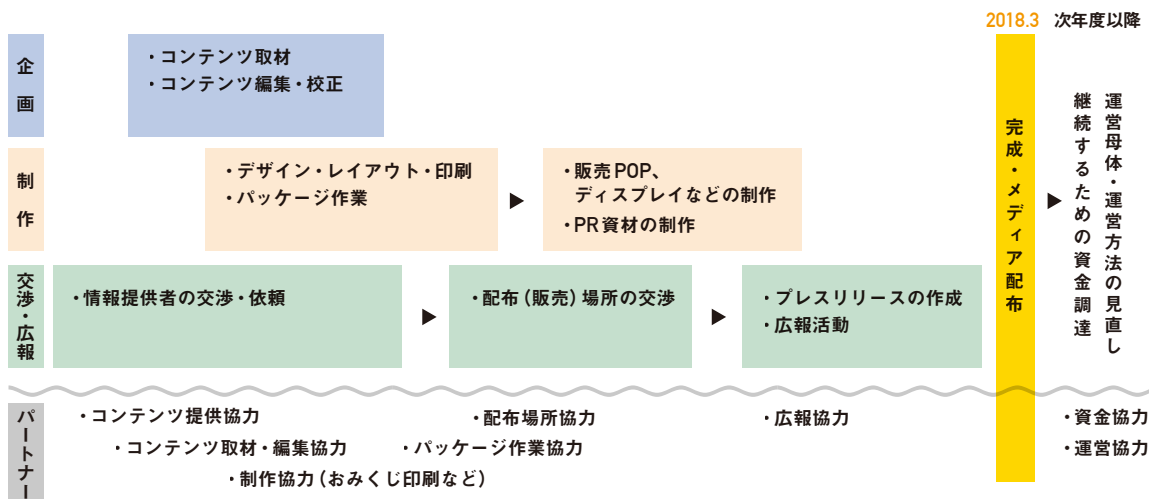 2018.3 次年度以降
企画
・コンテンツ取材
・コンテンツ編集・校正
制作
・デザイン・レイアウト・印刷
・パッケージ作業
・販売POP、
ディスプレイなどの制作
・PR資材の制作
交渉・広報
・情報提供者の交渉・依頼
・配布(販売)場所の交渉
・プレスリリースの作成
・広報活動
完成・メディア配布
運営母体・運営方法の見直し
継続するための資金調達
パートナー
・コンテンツ提供協力
・コンテンツ取材・編集協力
・制作協力(おみくじ印刷など)
・配布場所協力
・パッケージ作業協力
・広報協力
・資金協力
・運営協力